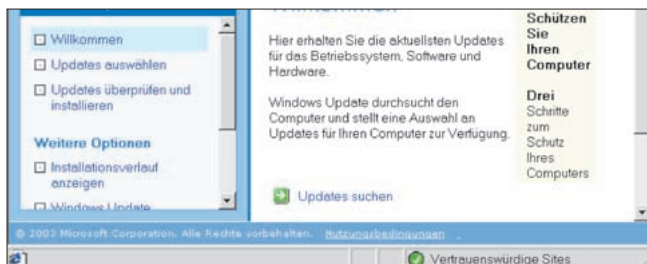 Willkommen
Updates auswählen
Updates überprüfen und
installieren
Weitere Optionen
Installationsverlauf
anzeigen
Windows Update
Hier erhalten Sie die aktuellsten Updates
für das Betriebssystem, Software und
Hardware.
Windows Update durchsucht den
Computer und stellt eine Auswahl an
Updates für Ihren Computer zur Verfügung.
Updates suchen
Schützen
Sie
Ihren
Computer
Drei
Schritte
zum
Schutz
Ihres
Computers
© 2003 Microsoft Corporation. Alle Rechte vorbehalten. Nutzungsbedingungen
Vertrauenswürdige Sites